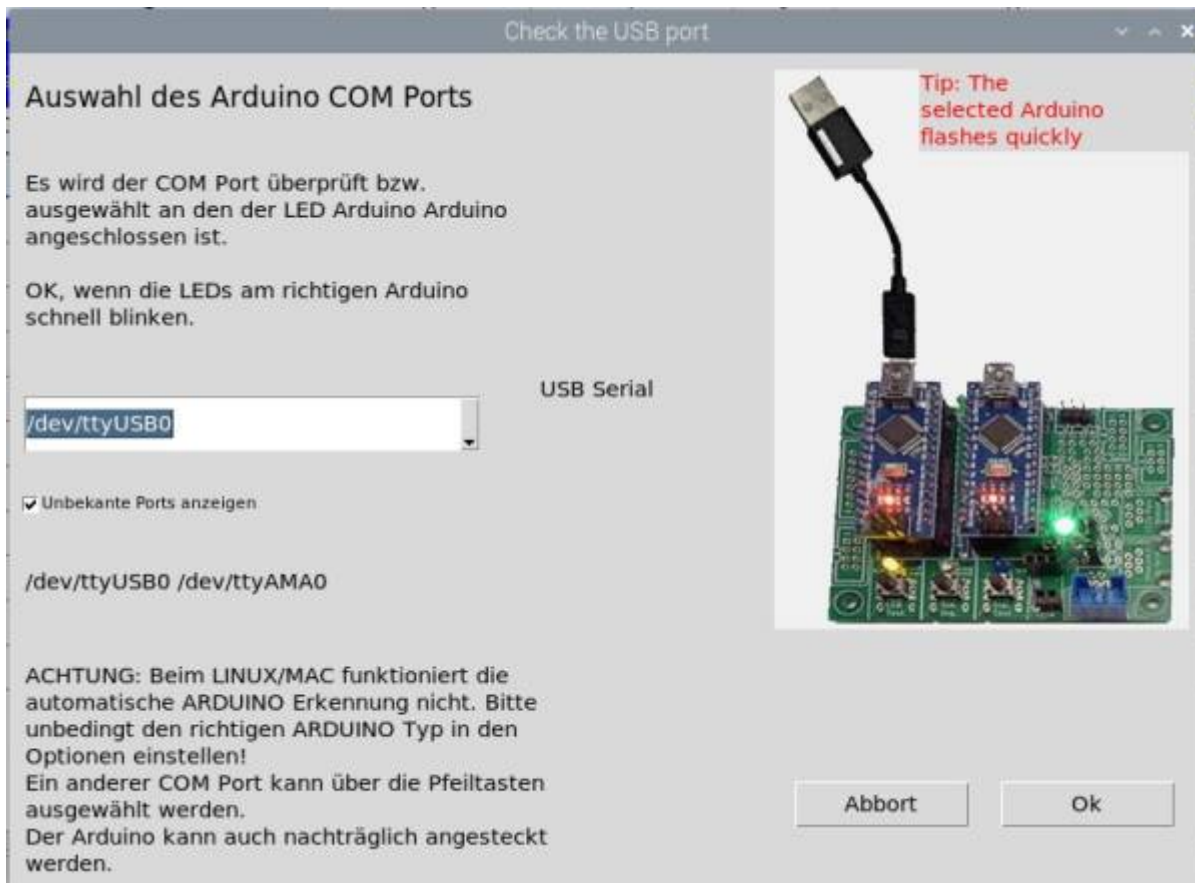 Check the USB port
Auswahl des Arduino COM Ports
Tip: The
selected Arduino
flashes quickly
Es wird der COM Port überprüft bzw.
ausgewählt an den der LED Arduino Arduino
angeschlossen ist.
OK, wenn die LEDs am richtigen Arduino
schnell blinken.
USB Serial
/dev/ttyUSB0
Unbekante Ports anzeigen
/dev/ttyUSB0 /dev/ttyAMA0
ACHTUNG: Beim LINUX/MAC funktioniert die
automatische ARDUINO Erkennung nicht. Bitte
unbedingt den richtigen ARDUINO Typ in den
Optionen einstellen!
Ein anderer COM Port kann über die Pfeiltasten
ausgewählt werden.
Der Arduino kann auch nachträglich angesteckt
werden.
Abbort
Ok